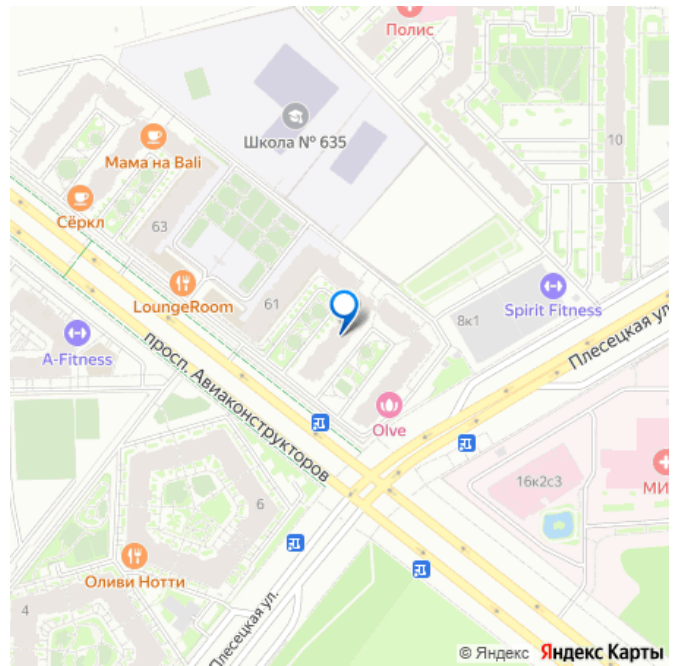 Полис
Школа № 635
10
Мама на Bali
Сёркл
63
LoungeRoom
61
Spirit Fitness
8к1
Плесецкая ул.
A-Fitness
просп. Авиаконструкторов
Olve
16к2с3
МИ
6
Оливи Нотти
4
Плесецкая ул.
© Яндекс Яндекс Карты